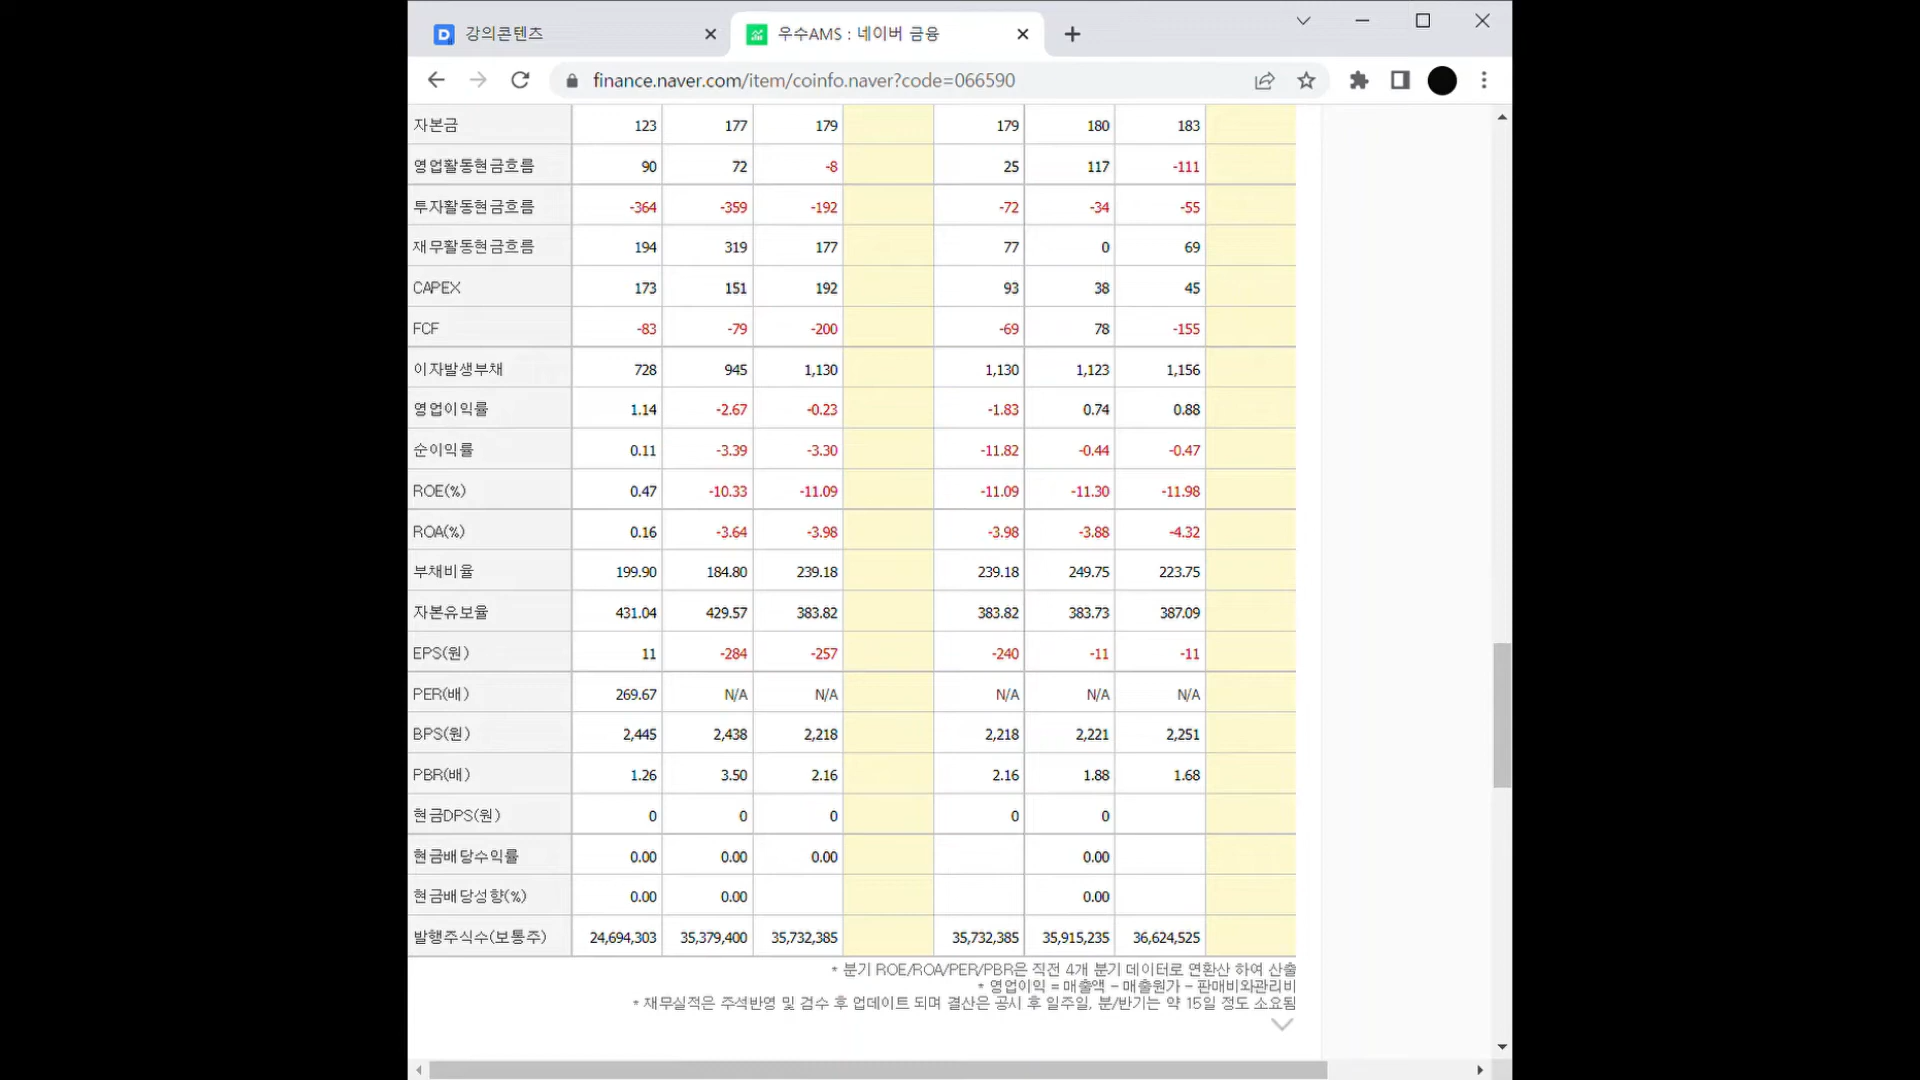 강의콘텐츠
우수AMS : 네이버 금융
finance.naver.com/item/coinfo.naver?code=066590
자본금 123 177 179 179 180 183
영업활동현금흐름 90 72 -8 25 117 -111
투자활동현금흐름 -364 -359 -192 -72 -34 -55
재무활동현금흐름 194 319 177 77 0 69
CAPEX 173 151 192 93 38 45
FCF -83 -79 -200 -69 78 -155
이자발생부채 728 945 1,130 1,130 1,123 1,156
영업이익률 1.14 -2.67 -0.23 -1.83 0.74 0.88
순이익률 0.11 -3.39 -3.30 -11.82 -0.44 -0.47
ROE(%) 0.47 -10.33 -11.09 -11.09 -11.30 -11.98
ROA(%) 0.16 -3.64 -3.98 -3.98 -3.88 -4.32
부채비율 199.90 184.80 239.18 239.18 249.75 223.75
자본유보율 431.04 429.57 383.82 383.82 383.73 387.09
EPS(원) 11 -284 -257 -240 -11 -11
PER(배) 269.67 N/A N/A N/A N/A N/A
BPS(원) 2,445 2,438 2,218 2,218 2,221 2,251
PBR(배) 1.26 3.50 2.16 2.16 1.88 1.68
현금DPS(원) 0 0 0 0 0
현금배당수익률 0.00 0.00 0.00 0.00
현금배당성향(%) 0.00 0.00 0.00
발행주식수(보통주) 24,694,303 35,379,400 35,732,385 35,732,385 35,915,235 36,624,525
* 분기 ROE/ROA/PER/PBR은 직전 4개 분기 데이터로 연환산 하여 산출
* 영업이익 = 매출액 - 매출원가 - 판매비와관리비
* 재무실적은 주석반영 및 검수 후 업데이트 되며 결산은 공시 후 일주일, 분/반기는 약 15일 정도 소요됨